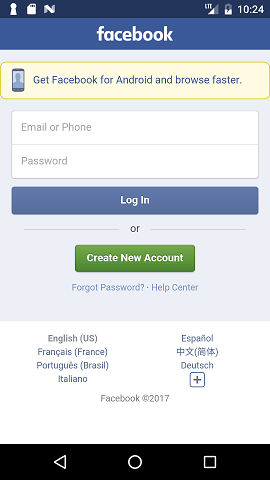 LTE 10:24
facebook
Get Facebook for Android and browse faster.
Email or Phone
Password
Log In
or
Create New Account
Forgot Password? · Help Center
English (US) Español
Français (France) 中文(简体)
Português (Brasil) Deutsch
Italiano
Facebook ©2017